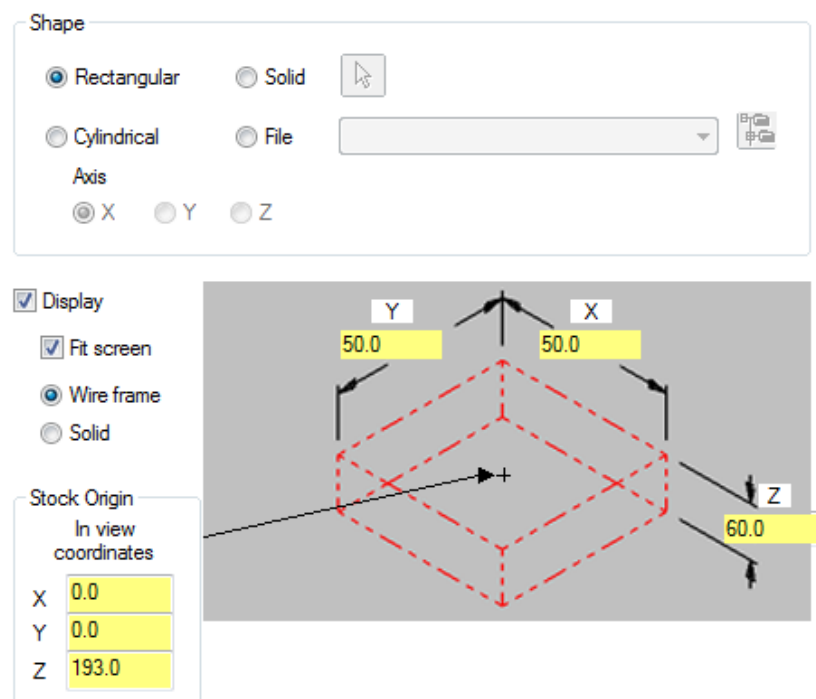 Shape
Rectangular Solid
Cylindrical File
Axis
X Y Z
Display
Y X
50.0 50.0
Fit screen
Wire frame
Solid
Z
60.0
Stock Origin
In view
coordinates
X 0.0
Y 0.0
Z 193.0